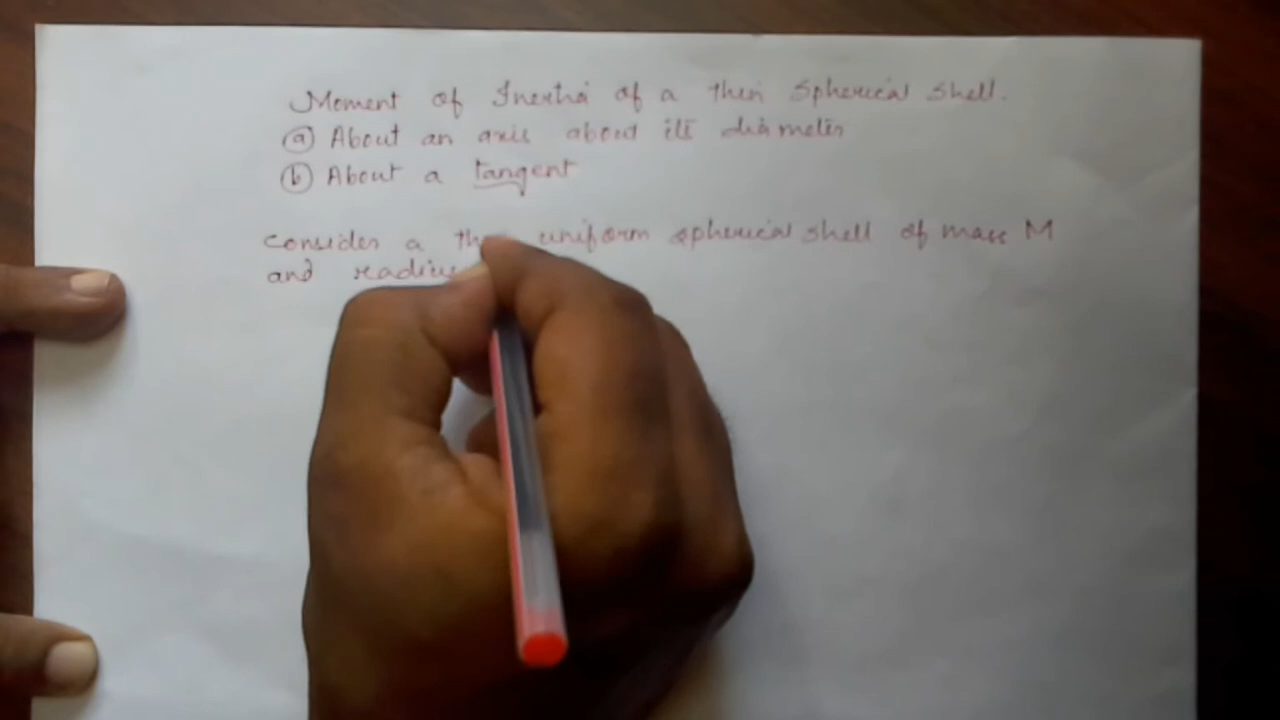 Moment of Inertia of a thin Spherical Shell.
(a) About an axis about its diameter
(b) About a tangent
Consider a uniform spherical shell of mass M
and radius